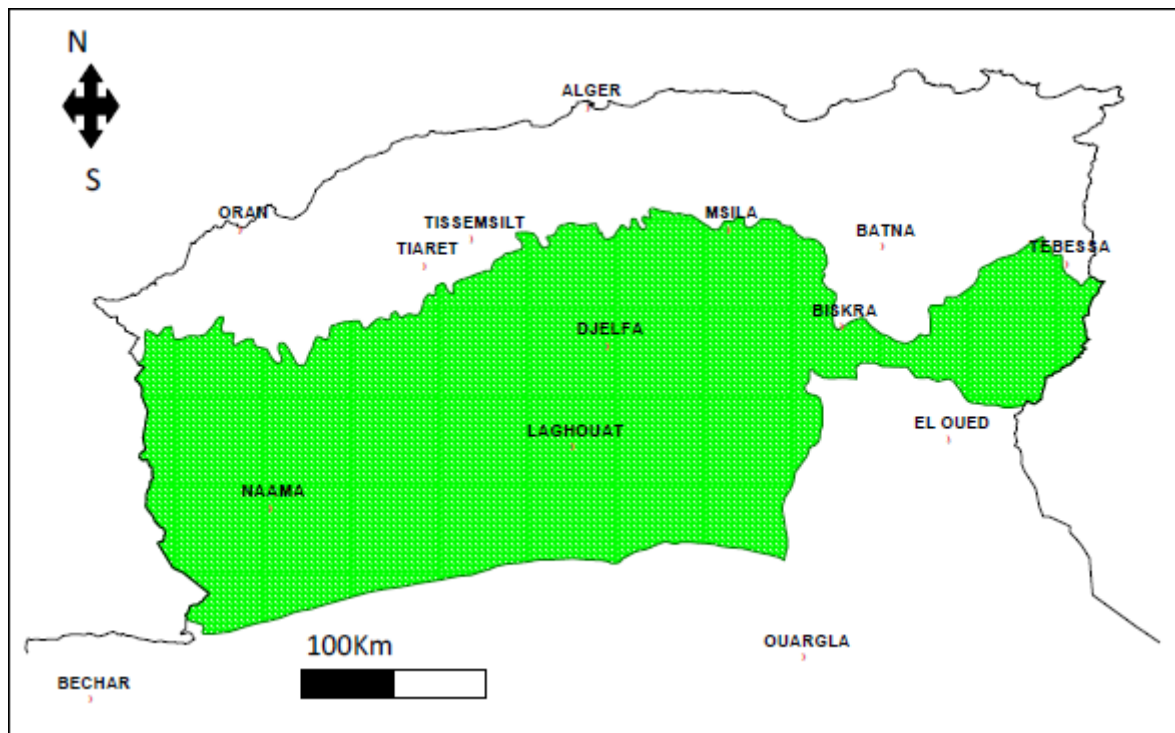 N
S
ALGER
ORAN
TISSEMSILT
MSILA
BATNA
TIARET
TEBESSA
BISKRA
DJELFA
LAGHOUAT
EL OUED
NAAMA
100Km
OUARGLA
BECHAR